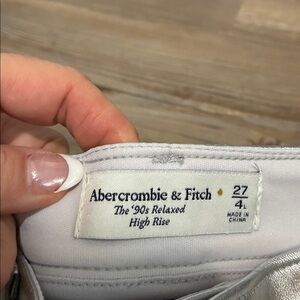 Abercrombie & Fitch
The '90s Relaxed
High Rise
27
4L
MADE IN
CHINA